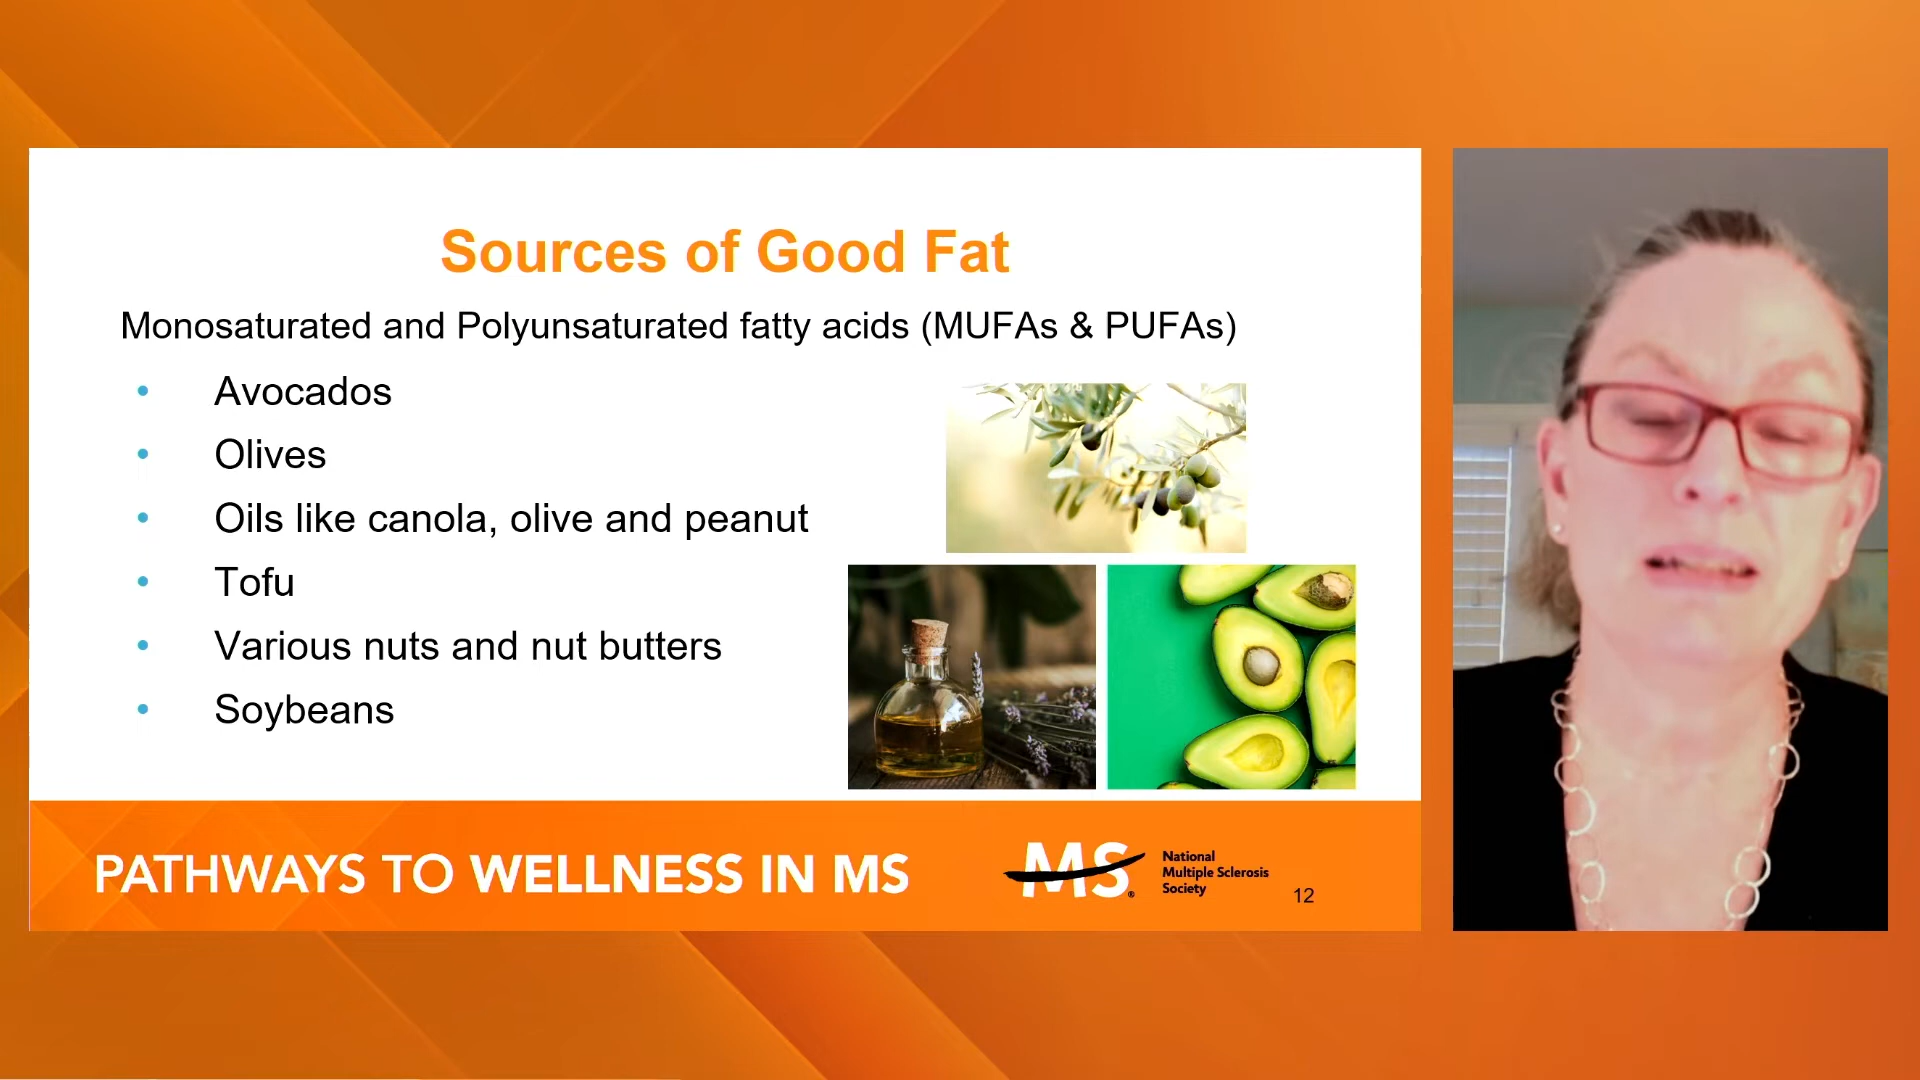 Sources of Good Fat
Monosaturated and Polyunsaturated fatty acids (MUFAs & PUFAs)
• Avocados
• Olives
• Oils like canola, olive and peanut
• Tofu
• Various nuts and nut butters
• Soybeans
PATHWAYS TO WELLNESS IN MS
MS®
National
Multiple Sclerosis
Society
12